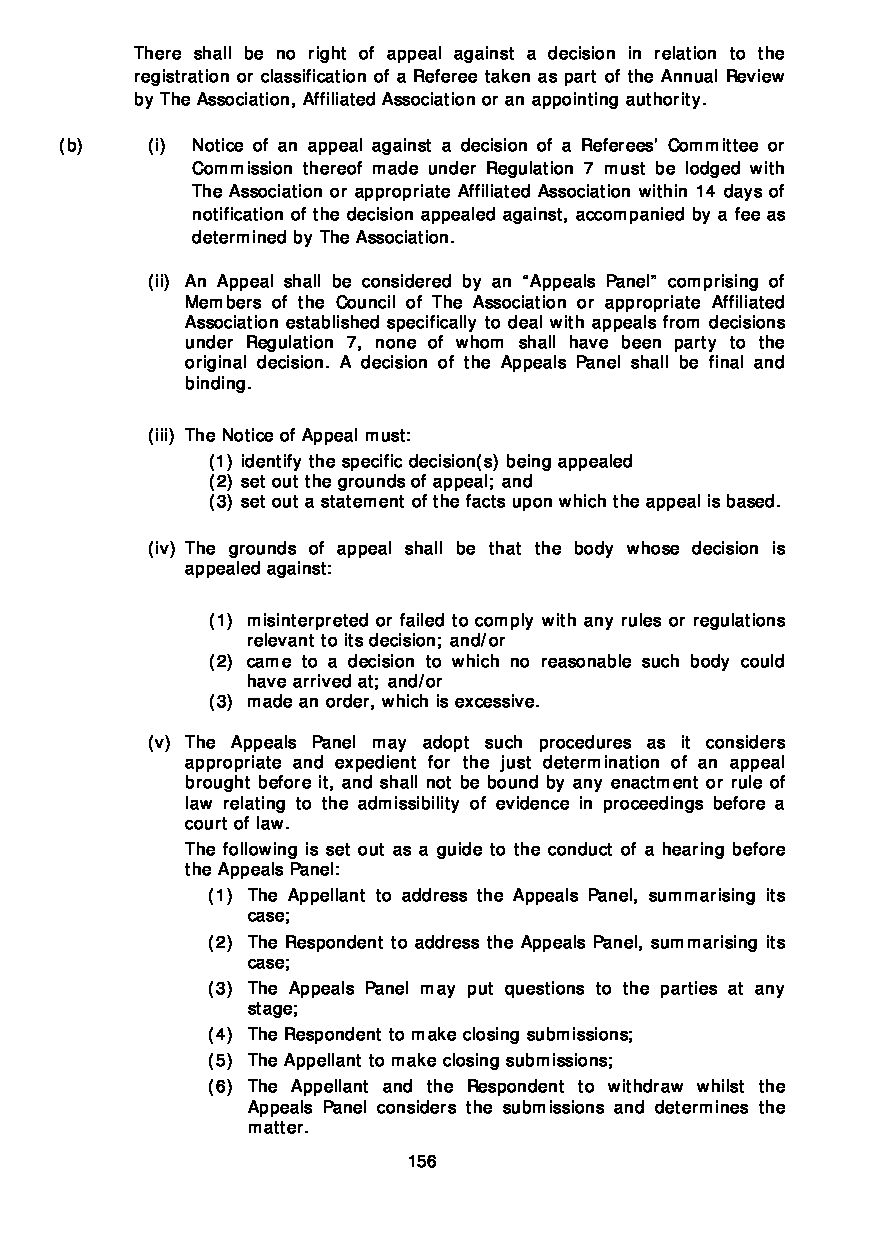 There shall be no right of appeal against a decision in relation to the
registration or classification of a Referee taken as part of the Annual Review
by The Association, Affiliated Association or an appointing authority.
(b) (i) Notice of an appeal against a decision of a Referees' Committee or
Commission thereof made under Regulation 7 must be lodged with
The Association or appropriate Affiliated Association within 14 days of
notification of the decision appealed against, accompanied by a fee as
determined by The Association.
(ii) An Appeal shall be considered by an “Appeals Panel” comprising of
Members of the Council of The Association or appropriate Affiliated
Association established specifically to deal with appeals from decisions
under Regulation 7, none of whom shall have been party to the
original decision. A decision of the Appeals Panel shall be final and
binding.
(iii) The Notice of Appeal must:
(1) identify the specific decision(s) being appealed
(2) set out the grounds of appeal; and
(3) set out a statement of the facts upon which the appeal is based.
(iv) The grounds of appeal shall be that the body whose decision is
appealed against:
(1) misinterpreted or failed to comply with any rules or regulations
relevant to its decision; and/or
(2) came to a decision to which no reasonable such body could
have arrived at; and/or
(3) made an order, which is excessive.
(v) The Appeals Panel may adopt such procedures as it considers
appropriate and expedient for the just determination of an appeal
brought before it, and shall not be bound by any enactment or rule of
law relating to the admissibility of evidence in proceedings before a
court of law.
The following is set out as a guide to the conduct of a hearing before
the Appeals Panel:
(1) The Appellant to address the Appeals Panel, summarising its
case;
(2) The Respondent to address the Appeals Panel, summarising its
case;
(3) The Appeals Panel may put questions to the parties at any
stage;
(4) The Respondent to make closing submissions;
(5) The Appellant to make closing submissions;
(6) The Appellant and the Respondent to withdraw whilst the
Appeals Panel considers the submissions and determines the
matter.
156